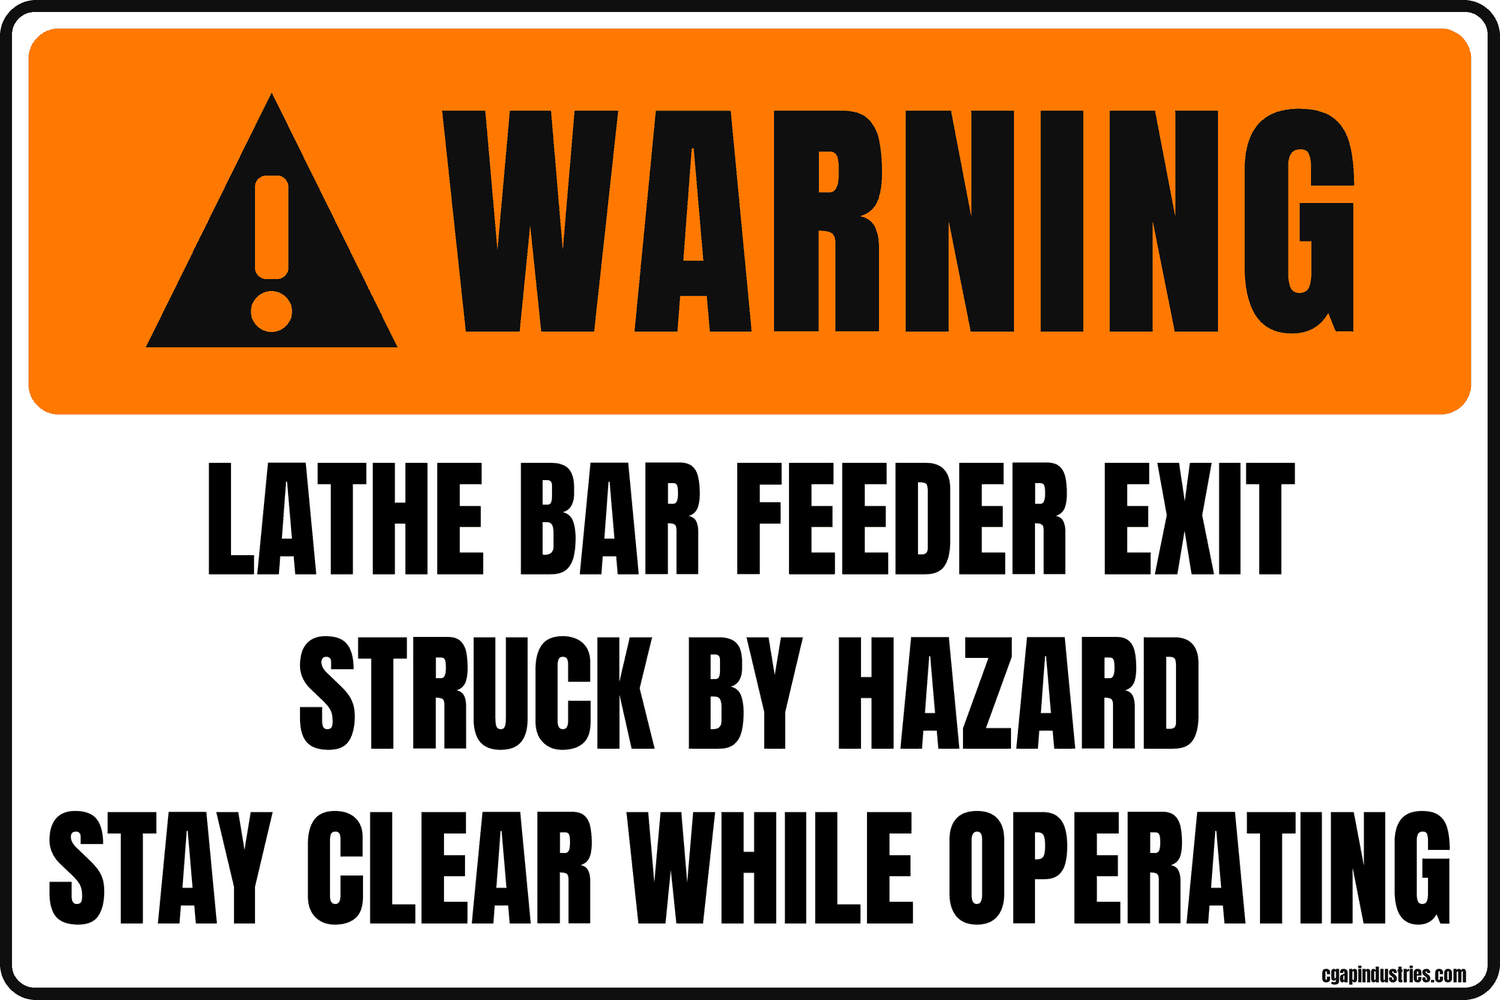 WARNING
LATHE BAR FEEDER EXIT
STRUCK BY HAZARD
STAY CLEAR WHILE OPERATING
cgapindustries.com